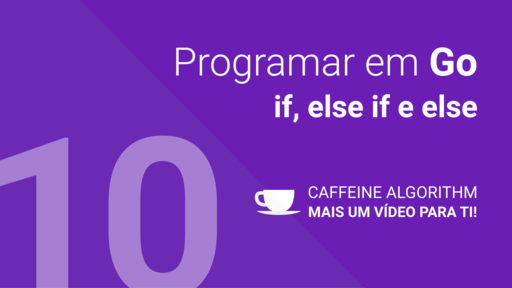 Programar em Go
if, else if e else
10
CAFFEINE ALGORITHM
MAIS UM VÍDEO PARA TI!